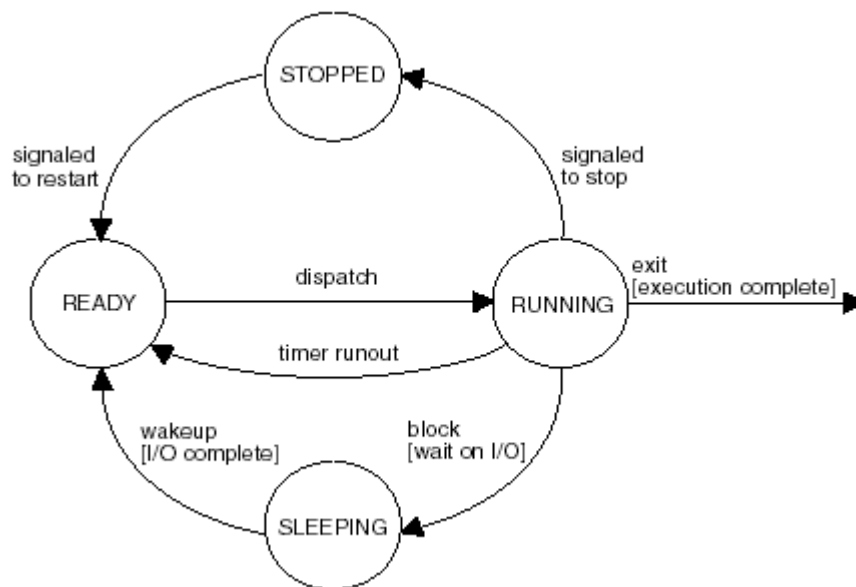 STOPPED
signaled
to restart
signaled
to stop
exit
[execution complete]
dispatch
READY
RUNNING
timer runout
wakeup
[I/O complete]
block
[wait on I/O]
SLEEPING